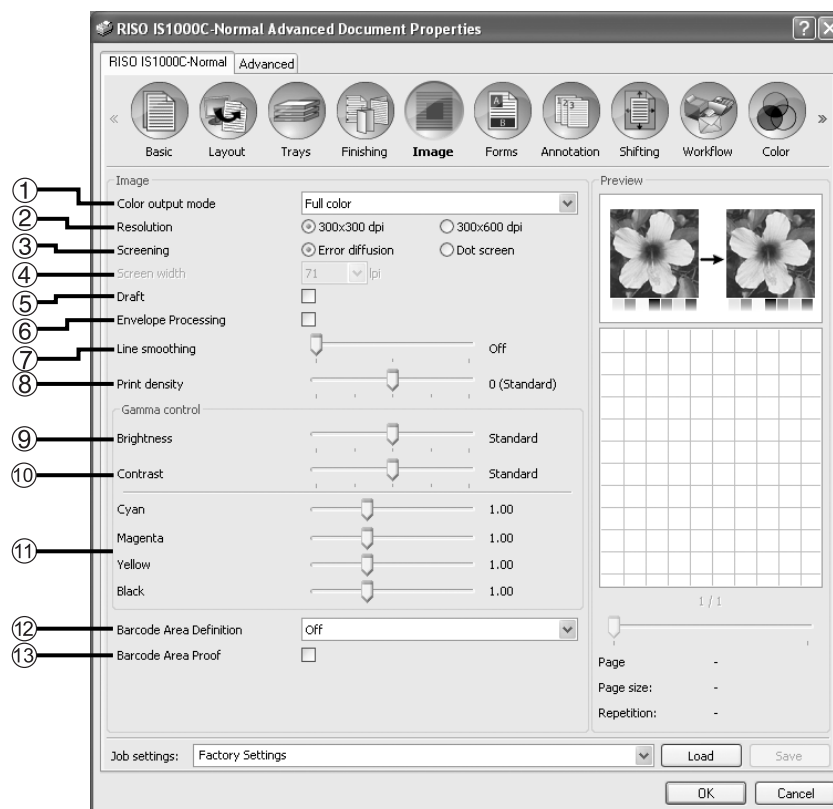 RISO IS1000C-Normal Advanced Document Properties
RISO IS1000C-Normal Advanced
Basic Layout Trays Finishing Image Forms Annotation Shifting Workflow Color
Image
① Color output mode Full color
② Resolution 300x300 dpi 300x600 dpi
③ Screening Error diffusion Dot screen
④ Screen width 71 lpi
⑤ Draft
⑥ Envelope Processing
⑦ Line smoothing Off
⑧ Print density 0 (Standard)
Gamma control
⑨ Brightness Standard
⑩ Contrast Standard
Cyan 1.00
Magenta 1.00
⑪
Yellow 1.00
Black 1.00
⑫ Barcode Area Definition Off
⑬ Barcode Area Proof
Preview
1 / 1
Page -
Page size: -
Repetition: -
Job settings: Factory Settings Load Save
OK Cancel